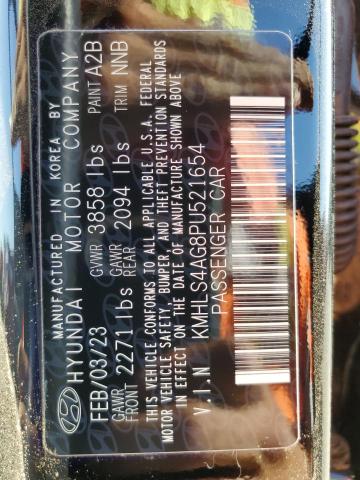 MANUFACTURED IN KOREA BY
HYUNDAI MOTOR COMPANY
FEB/03/23 GVWR 3858 lbs PAINT A2B
GAWR FRONT 2271 lbs GAWR REAR 2094 lbs TRIM NNB
THIS VEHICLE CONFORMS TO ALL APPLICABLE U.S.A. FEDERAL
MOTOR VEHICLE SAFETY, BUMPER, AND THEFT PREVENTION STANDARDS
IN EFFECT ON THE DATE OF MANUFACTURE SHOWN ABOVE
V.I.N KMHLS4AG8PU521654
PASSENGER CAR